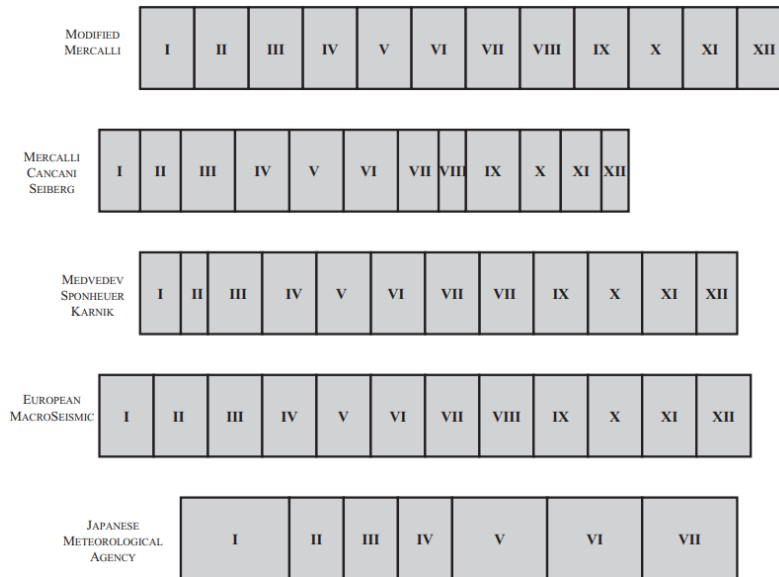 MODIFIED
MERCALLI
I II III IV V VI VII VIII IX X XI XII
MERCALLI
CANCANI
SEIBERG
I II III IV V VI VII VIII IX X XI XII
MEDVEDEV
SPONHEUER
KARNIK
I II III IV V VI VII VII IX X XI XII
EUROPEAN
MACROSEISMIC
I II III IV V VI VII VIII IX X XI XII
JAPANESE
METEOROLOGICAL
AGENCY
I II III IV V VI VII